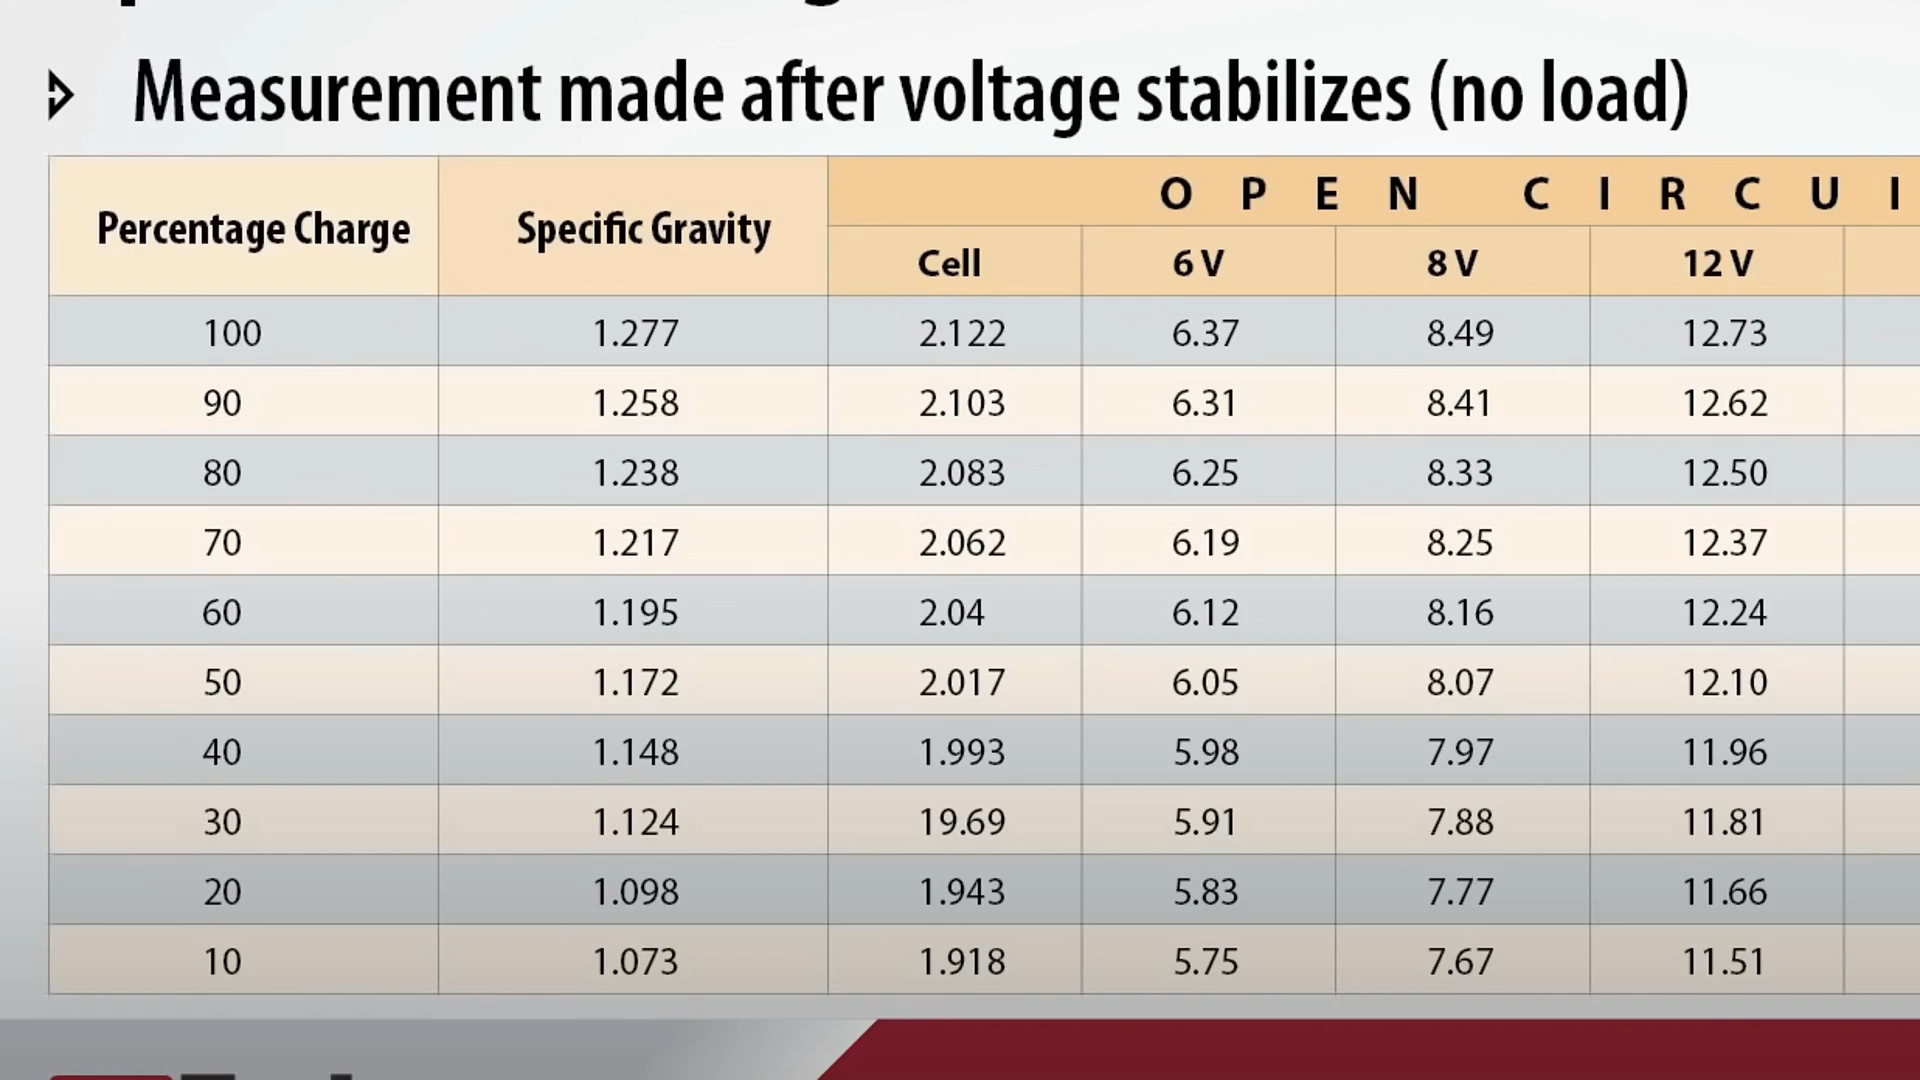 Measurement made after voltage stabilizes (no load)
Percentage Charge Specific Gravity OPEN CIRCUI
Cell 6 V 8 V 12 V
100 1.277 2.122 6.37 8.49 12.73
90 1.258 2.103 6.31 8.41 12.62
80 1.238 2.083 6.25 8.33 12.50
70 1.217 2.062 6.19 8.25 12.37
60 1.195 2.04 6.12 8.16 12.24
50 1.172 2.017 6.05 8.07 12.10
40 1.148 1.993 5.98 7.97 11.96
30 1.124 19.69 5.91 7.88 11.81
20 1.098 1.943 5.83 7.77 11.66
10 1.073 1.918 5.75 7.67 11.51